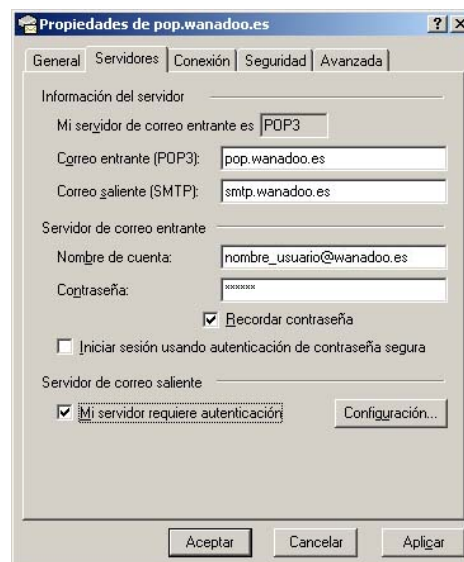 Propiedades de pop.wanadoo.es
General Servidores Conexión Seguridad Avanzada
Información del servidor
Mi servidor de correo entrante es POP3
Correo entrante (POP3): pop.wanadoo.es
Correo saliente (SMTP): smtp.wanadoo.es
Servidor de correo entrante
Nombre de cuenta: nombre_usuario@wanadoo.es
Contraseña: ××××××
Recordar contraseña
Iniciar sesión usando autenticación de contraseña segura
Servidor de correo saliente
Mi servidor requiere autenticación Configuración...
Aceptar Cancelar Aplicar